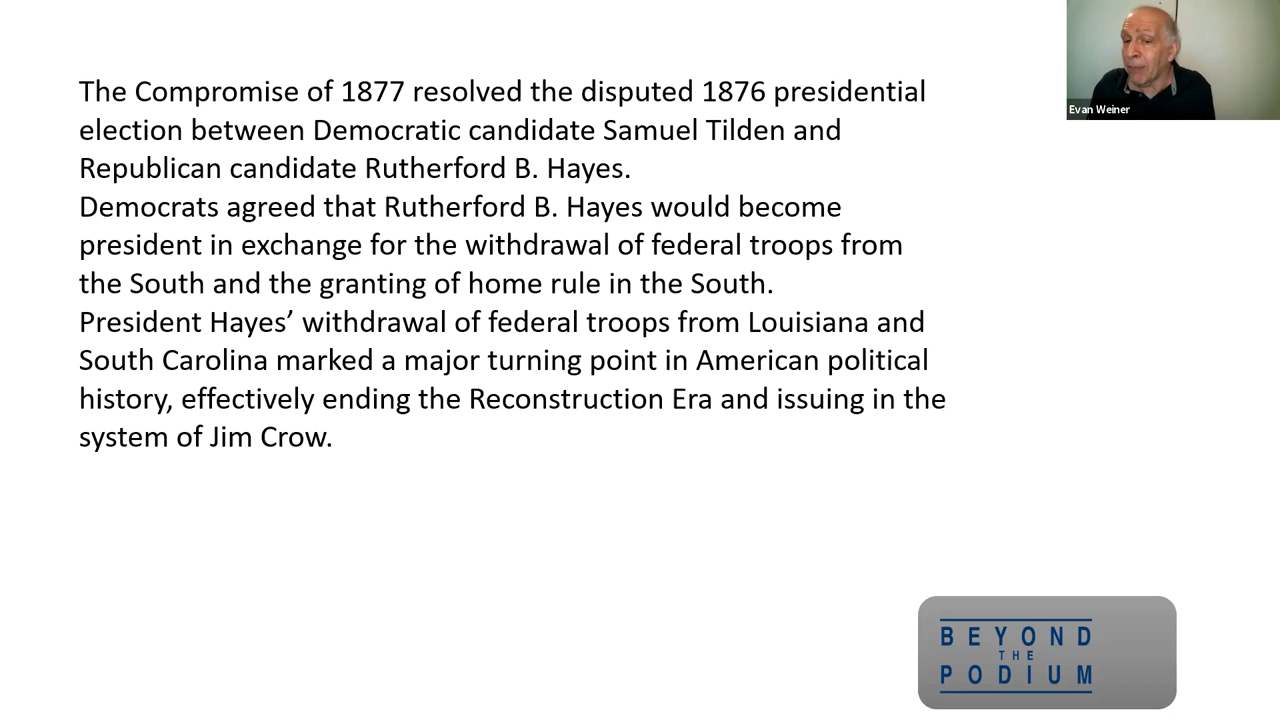 The Compromise of 1877 resolved the disputed 1876 presidential
election between Democratic candidate Samuel Tilden and
Republican candidate Rutherford B. Hayes.
Democrats agreed that Rutherford B. Hayes would become
president in exchange for the withdrawal of federal troops from
the South and the granting of home rule in the South.
President Hayes’ withdrawal of federal troops from Louisiana and
South Carolina marked a major turning point in American political
history, effectively ending the Reconstruction Era and issuing in the
system of Jim Crow.
Evan Weiner
BEYOND
THE
PODIUM